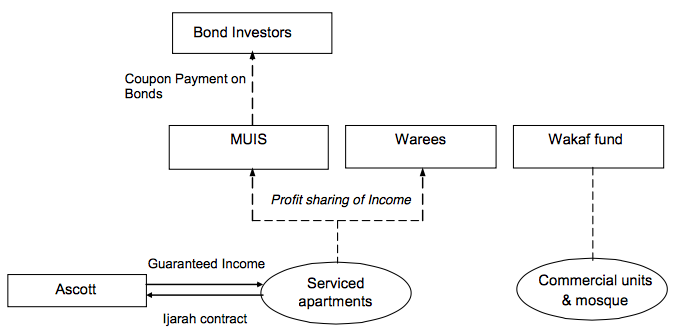 Bond Investors
Coupon Payment on
Bonds
MUIS
Warees
Wakaf fund
Profit sharing of Income
Guaranteed Income
Ascott
Serviced
apartments
Commercial units
& mosque
Ijarah contract